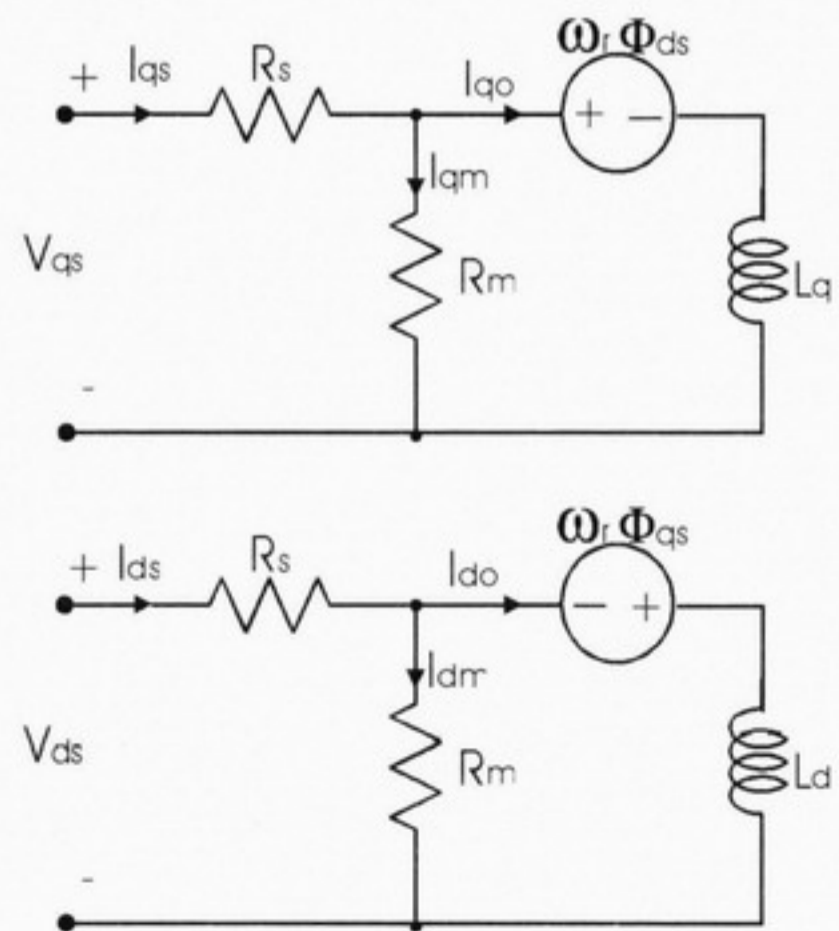 ωr Φds
+ Iqs Rs Iqo
+ −
Iqm
Vqs Rm Lq
-
ωr Φqs
+ Ids Rs Ido
− +
Idm
Vds Rm Ld
-